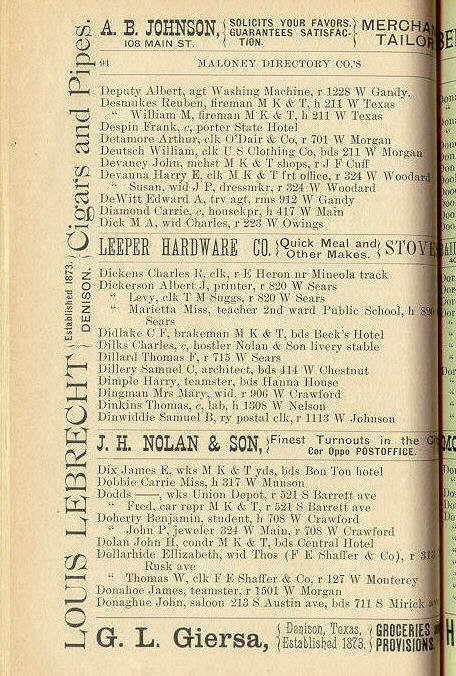 A. B. JOHNSON, { SOLICITS YOUR FAVORS. GUARANTEES SATISFACTION. } MERCHA TAILOR
108 MAIN ST.
94 MALONEY DIRECTORY CO.'S
Deputy Albert, agt Washing Machine, r 1228 W Gandy.
Desmukes Reuben, fireman M K & T, h 211 W Texas
" William M, fireman M K & T, h 211 W Texas
Despin Frank, c, porter State Hotel
Detamore Arthur, clk O'Dair & Co, r 701 W Morgan
Deutsch William, clk U S Clothing Co, bds 211 W Morgan
Devaney John, mchst M K & T shops, r J F Cuff
Devanna Harry E, clk M K & T frt office, r 324 W Woodard
" Susan, wid J P, dressmkr, r 324 W Woodard
DeWitt Edward A, trv agt, rms 912 W Gandy
Diamond Carrie, c, housekpr, h 417 W Main
Dick M A, wid Charles, r 223 W Owings
LEEPER HARDWARE CO. { Quick Meal and Other Makes. } STOV
Dickens Charles R, clk, r E Heron nr Mineola track
Dickerson Albert J, printer, r 820 W Sears
" Levy, clk T M Suggs, r 820 W Sears
" Marietta Miss, teacher 2nd ward Public School, h 820
Sears
Didlake C F, brakeman M K & T, bds Beck's Hotel
Dilks Charles, c, hostler Nolan & Son livery stable
Dillard Thomas F, r 715 W Sears
Dillery Samuel C, architect, bds 414 W Chestnut
Dimple Harry, teamster, bds Hanna House
Dingman Mrs Mary, wid, r 906 W Crawford
Dinkins Thomas, c, lab, h 1308 W Nelson
Dinwiddie Samuel B, ry postal clk, r 1113 W Johnson
J. H. NOLAN & SON, { Finest Turnouts in the
Cor Oppo POSTOFFICE.
Dix James E, wks M K & T yds, bds Bon Ton hotel
Dobbie Carrie Miss, h 317 W Munson
Dodds ——, wks Union Depot, r 521 S Barrett ave
" Fred, car repr M K & T, r 521 S Barrett ave
Doherty Benjamin, student, h 708 W Crawford
" John P, jeweler 324 W Main, r 708 W Crawford
Dolan John H, condr M K & T, bds Central Hotel
Dollarhide Ellizabeth, wid Thos (F E Shaffer & Co), r 313
Rusk ave
" Thomas W, clk F E Shaffer & Co, r 127 W Monterey
Donahoe James, teamster, r 1501 W Morgan
Donaghue John, saloon 213 S Austin ave, bds 711 S Mirick
G. L. Giersa, { Denison, Texas, Established 1873. } GROCERIES PROVISIONS.
LOUIS LEBRECHT { Established 1873. DENISON. } Cigars and Pipes.